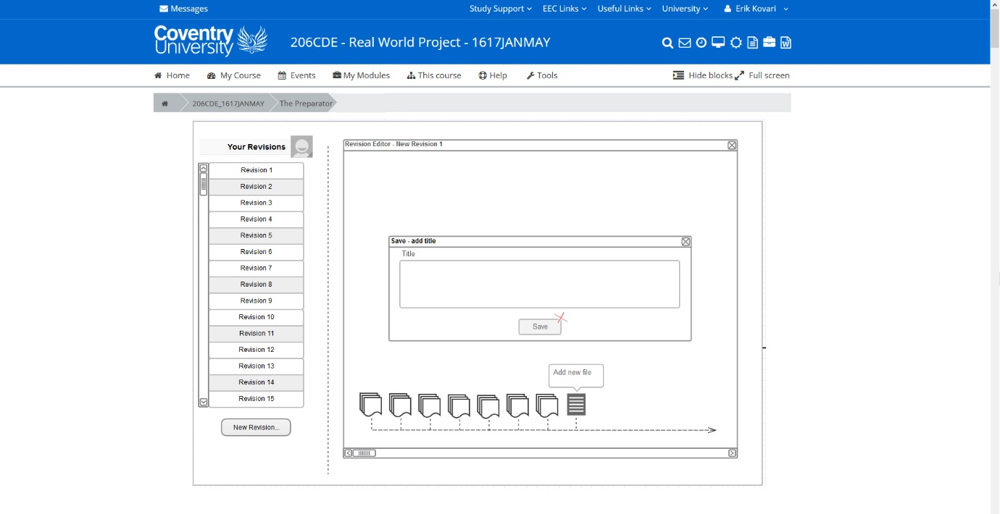 Messages
Study Support EEC Links Useful Links University Erik Kovari
Coventry
University
206CDE - Real World Project - 1617JANMAY
W
Home My Course Events My Modules This course Help Tools Hide blocks Full screen
206CDE_1617JANMAY The Preparator
Your Revisions
Revision 1
Revision 2
Revision 3
Revision 4
Revision 5
Revision 6
Revision 7
Revision 8
Revision 9
Revision 10
Revision 11
Revision 12
Revision 13
Revision 14
Revision 15
New Revision...
Revision Editor - New Revision 1
Save - add title
Title
Save
Add new file